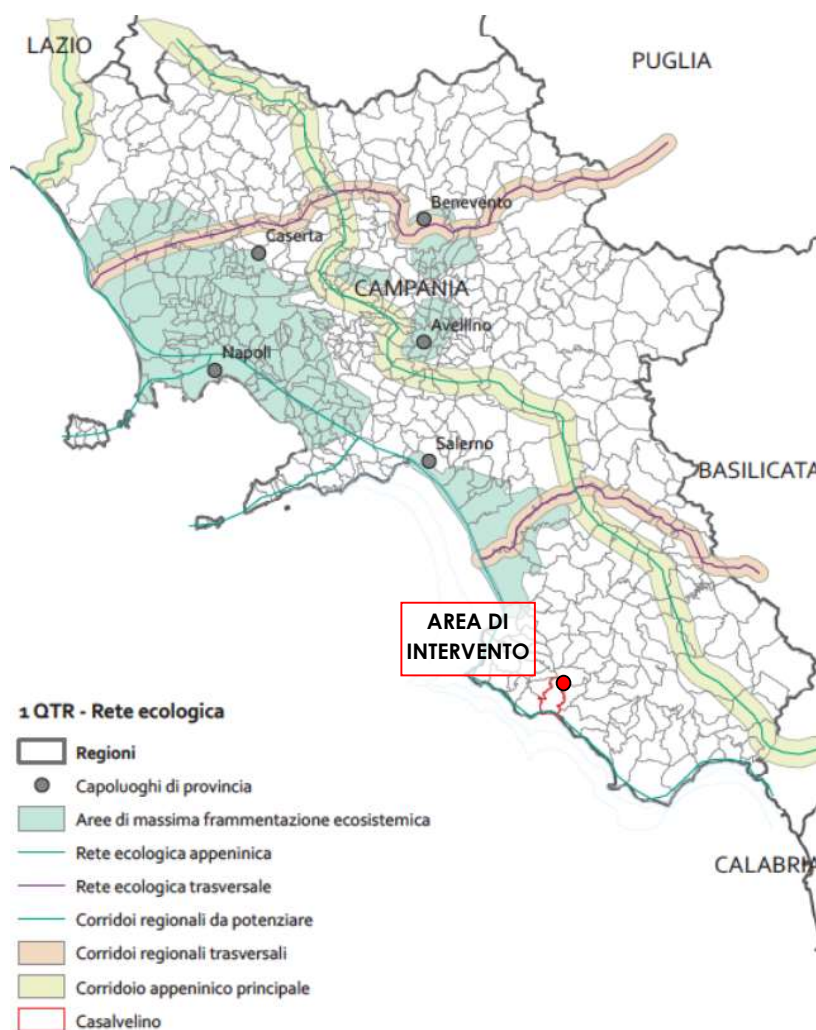 LAZIO
PUGLIA
Benevento
Caserta
CAMPANIA
Avellino
Napoli
Salerno
BASILICATA
AREA DI
INTERVENTO
1 QTR - Rete ecologica
Regioni
Capoluoghi di provincia
Aree di massima frammentazione ecosistemica
Rete ecologica appeninica
Rete ecologica trasversale
CALABRIA
Corridoi regionali da potenziare
Corridoi regionali trasversali
Corridoio appeninico principale
Casalvelino